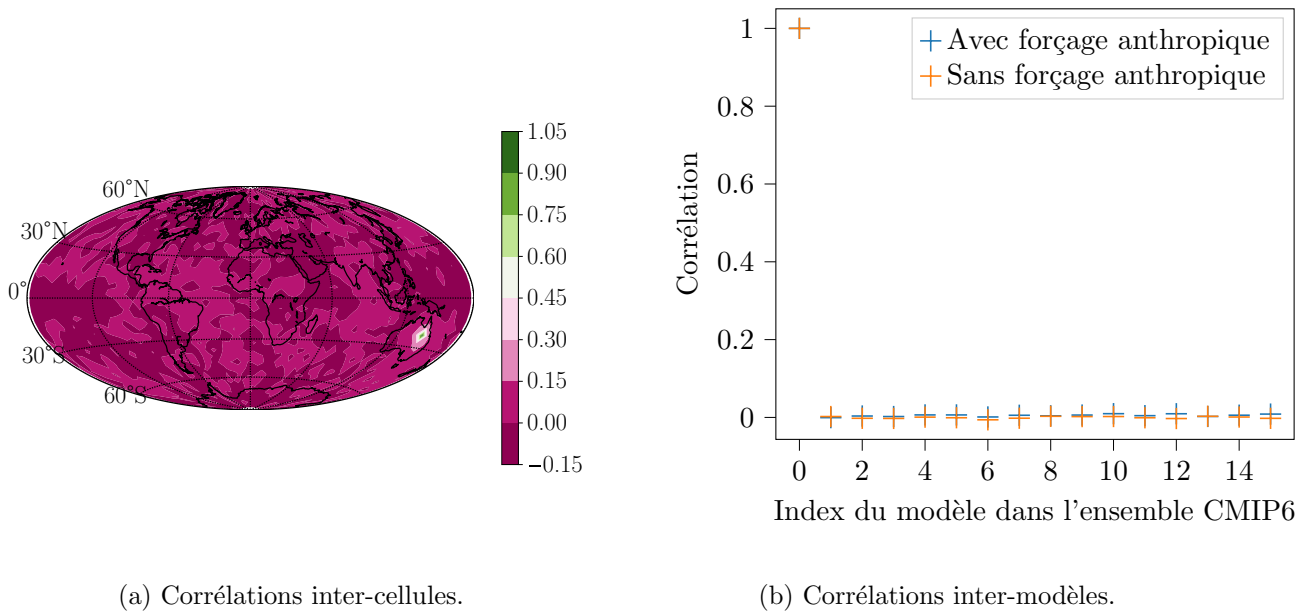 60°N
30°N
0°
30°S
60°S
1.05
0.90
0.75
0.60
0.45
0.30
0.15
0.00
−0.15
(a) Corrélations inter-cellules.
Avec forçage anthropique
Sans forçage anthropique
Corrélation
1
0.8
0.6
0.4
0.2
0
0 2 4 6 8 10 12 14
Index du modèle dans l'ensemble CMIP6
(b) Corrélations inter-modèles.